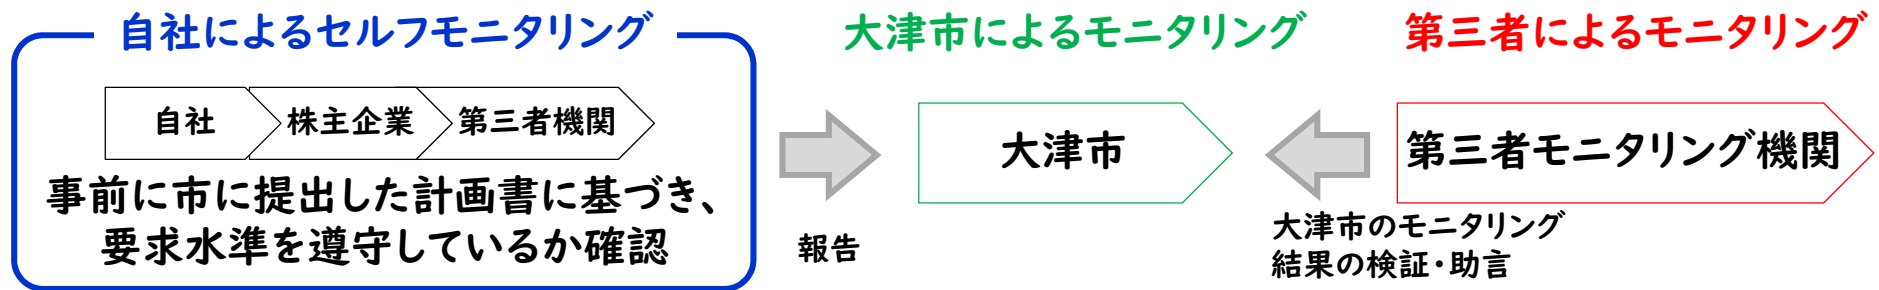 自社によるセルフモニタリング
自社
株主企業
第三者機関
事前に市に提出した計画書に基づき、
要求水準を遵守しているか確認
報告
大津市によるモニタリング
大津市
第三者によるモニタリング
第三者モニタリング機関
大津市のモニタリング
結果の検証・助言